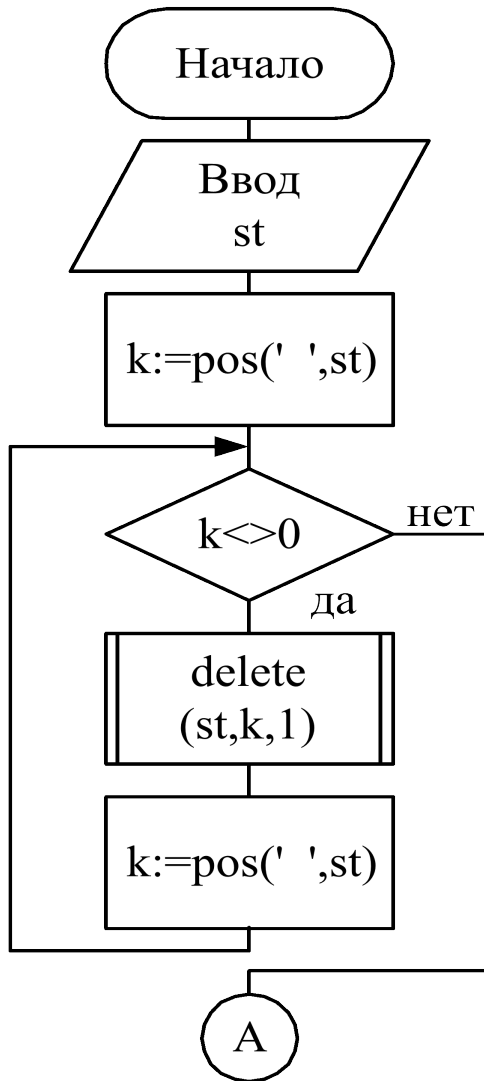 Начало
Ввод
st
k:=pos('  ',st)
k<>0
нет
да
delete
(st,k,1)
k:=pos('  ',st)
А